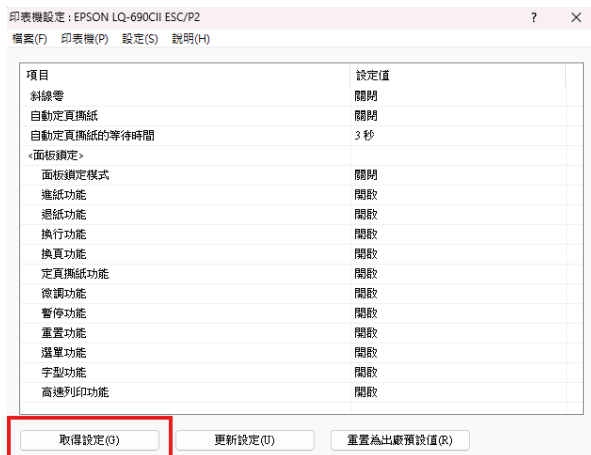 印表機設定 : EPSON LQ-690CII ESC/P2 ? ×
檔案(F) 印表機(P) 設定(S) 說明(H)
項目 設定值
斜線零 關閉
自動定頁撕紙 關閉
自動定頁撕紙的等待時間 3 秒
<面板鎖定>
面板鎖定模式 關閉
進紙功能 開啟
退紙功能 開啟
換行功能 開啟
換頁功能 開啟
定頁撕紙功能 開啟
微調功能 開啟
暫停功能 開啟
重置功能 開啟
選單功能 開啟
字型功能 開啟
高速列印功能 開啟
取得設定(G) 更新設定(U) 重置為出廠預設值(R)